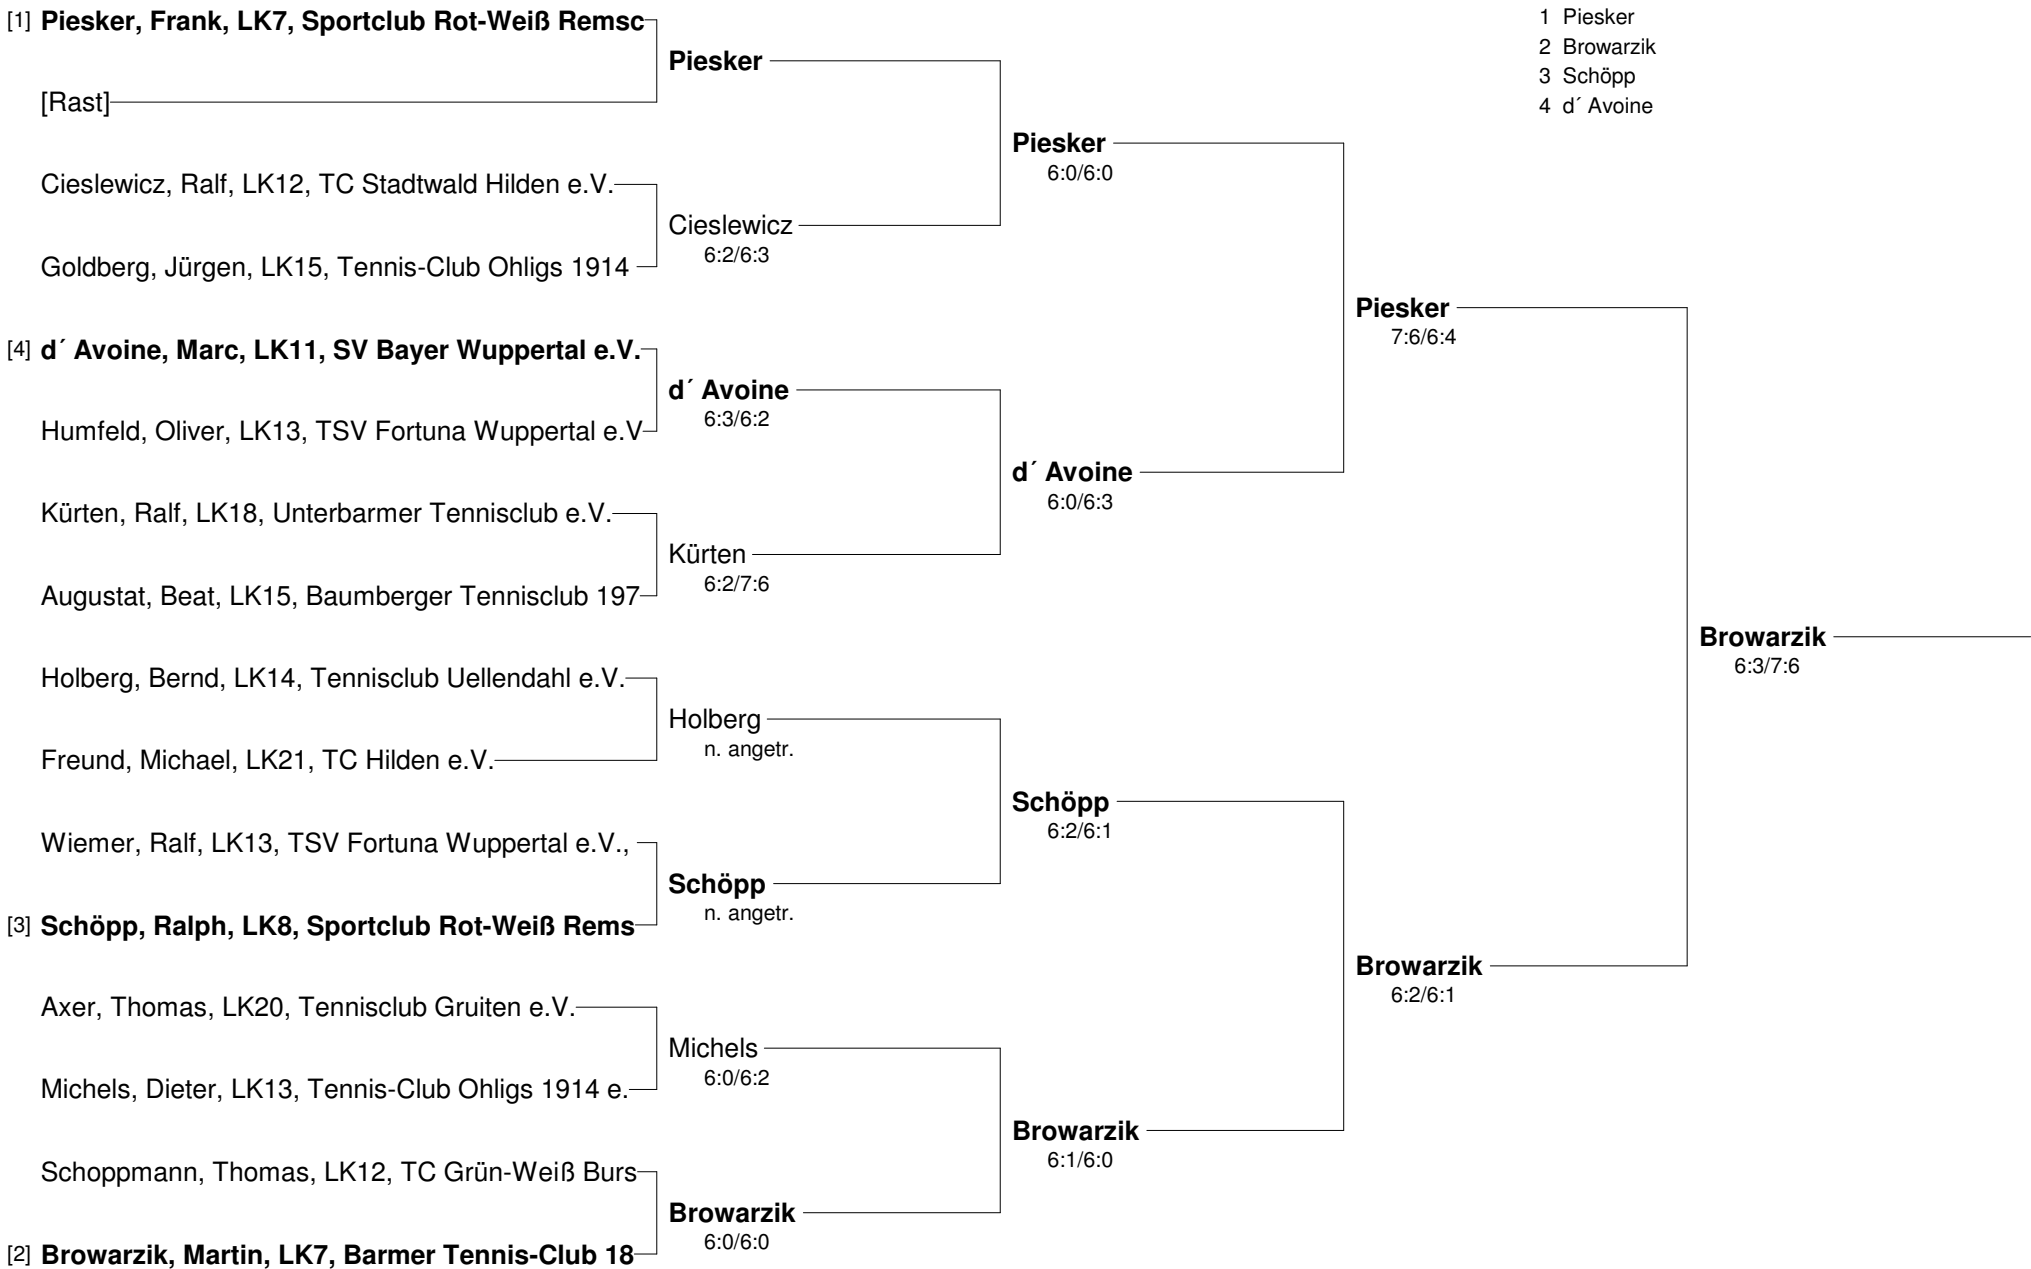 [1] Piesker, Frank, LK7, Sportclub Rot-Weiß Remsc
[Rast]
Cieslewicz, Ralf, LK12, TC Stadtwald Hilden e.V.
Goldberg, Jürgen, LK15, Tennis-Club Ohligs 1914
[4] d´ Avoine, Marc, LK11, SV Bayer Wuppertal e.V.
Humfeld, Oliver, LK13, TSV Fortuna Wuppertal e.V
Kürten, Ralf, LK18, Unterbarmer Tennisclub e.V.
Augustat, Beat, LK15, Baumberger Tennisclub 197
Holberg, Bernd, LK14, Tennisclub Uellendahl e.V.
Freund, Michael, LK21, TC Hilden e.V.
Wiemer, Ralf, LK13, TSV Fortuna Wuppertal e.V.,
[3] Schöpp, Ralph, LK8, Sportclub Rot-Weiß Rems
Axer, Thomas, LK20, Tennisclub Gruiten e.V.
Michels, Dieter, LK13, Tennis-Club Ohligs 1914 e.
Schoppmann, Thomas, LK12, TC Grün-Weiß Burs
[2] Browarzik, Martin, LK7, Barmer Tennis-Club 18
Piesker
Cieslewicz
6:2/6:3
d´ Avoine
6:3/6:2
Kürten
6:2/7:6
Holberg
n. angetr.
Schöpp
n. angetr.
Michels
6:0/6:2
Browarzik
6:0/6:0
Piesker
6:0/6:0
d´ Avoine
6:0/6:3
Schöpp
6:2/6:1
Browarzik
6:1/6:0
Piesker
7:6/6:4
Browarzik
6:2/6:1
Browarzik
6:3/7:6
1 Piesker
2 Browarzik
3 Schöpp
4 d´ Avoine